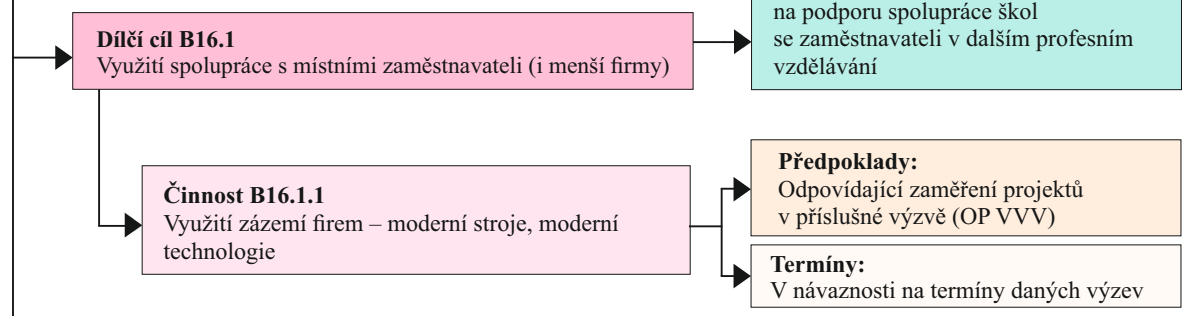 Dílčí cíl B16.1
Využití spolupráce s místními zaměstnavateli (i menší firmy)
na podporu spolupráce škol
se zaměstnavateli v dalším profesním
vzdělávání
Činnost B16.1.1
Využití zázemí firem – moderní stroje, moderní
technologie
Předpoklady:
Odpovídající zaměření projektů
v příslušné výzvě (OP VVV)
Termíny:
V návaznosti na termíny daných výzev